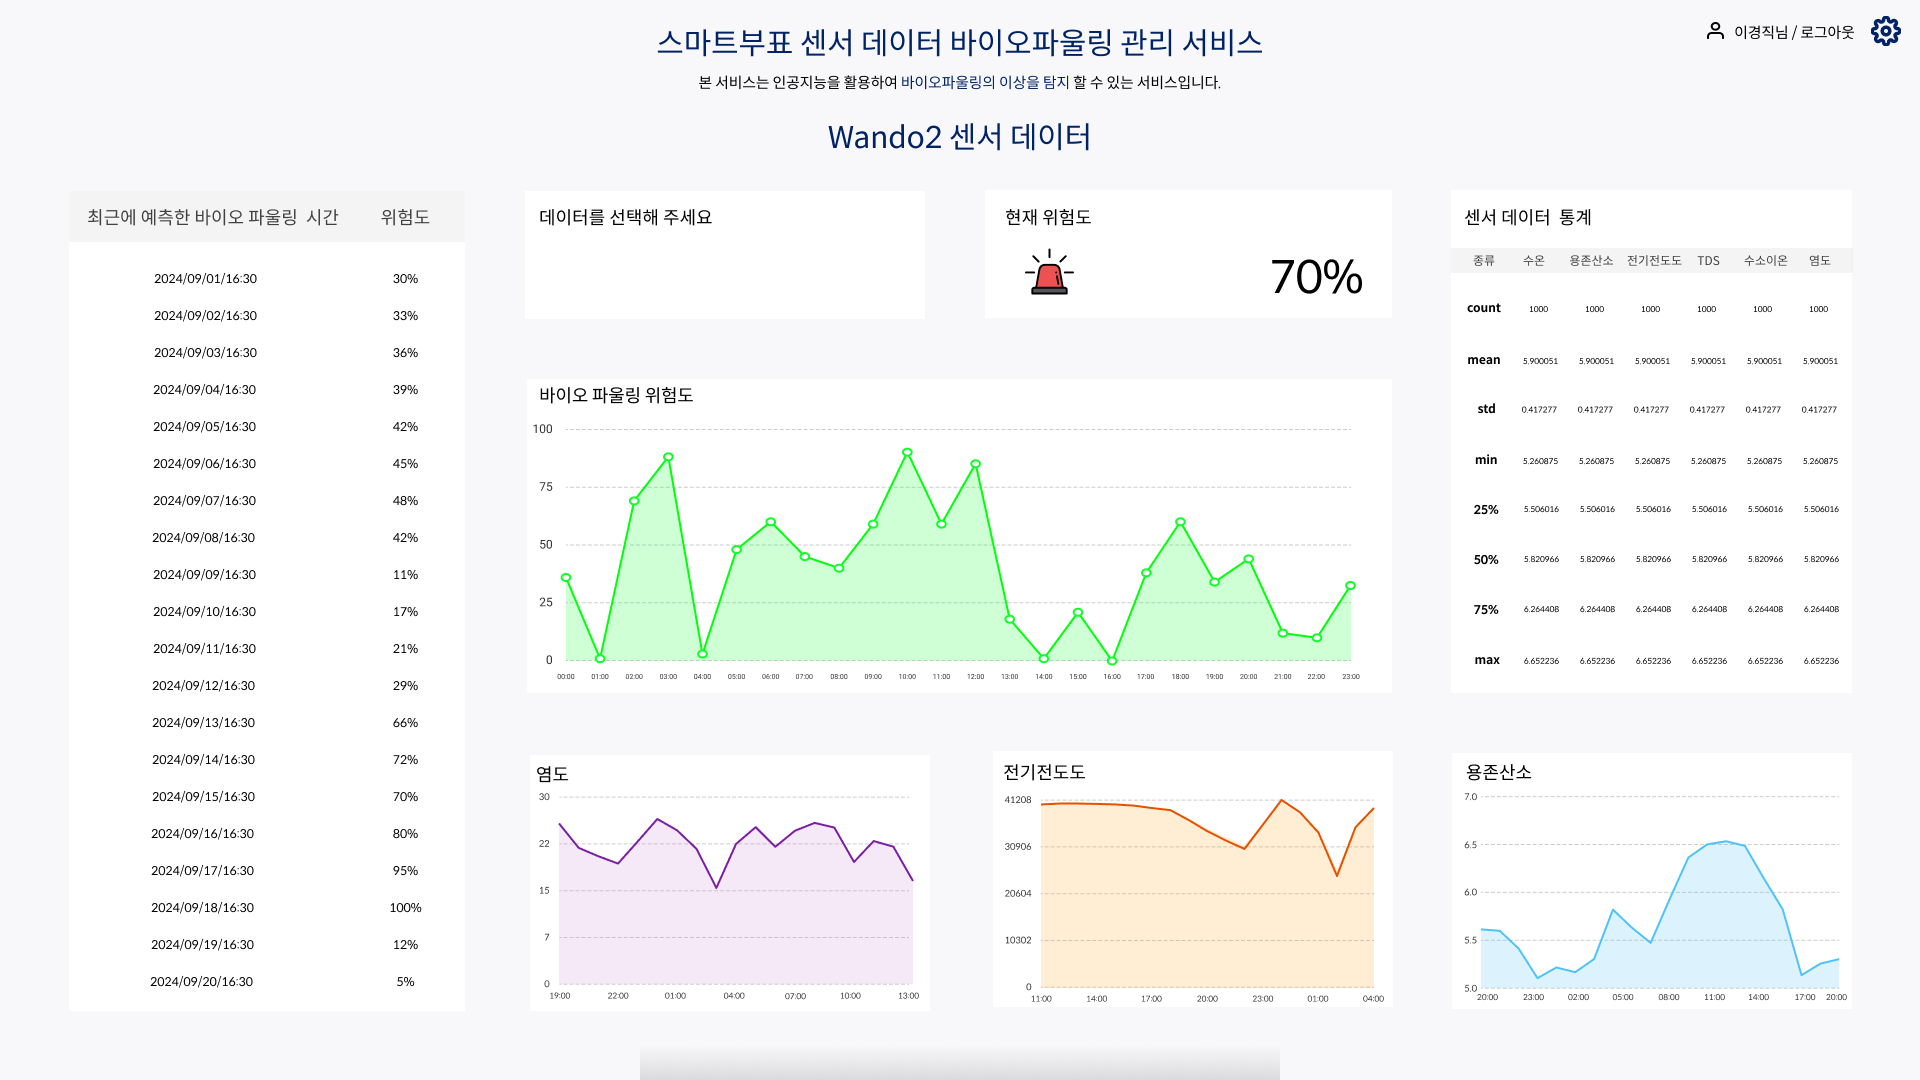 스마트부표 센서 데이터 바이오파울링 관리 서비스
이경직님 / 로그아웃
본 서비스는 인공지능을 활용하여 바이오파울링의 이상을 탐지 할 수 있는 서비스입니다.
Wando2 센서 데이터
최근에 예측한 바이오 파울링 시간 위험도
2024/09/01/16:30 30%
2024/09/02/16:30 33%
2024/09/03/16:30 36%
2024/09/04/16:30 39%
2024/09/05/16:30 42%
2024/09/06/16:30 45%
2024/09/07/16:30 48%
2024/09/08/16:30 42%
2024/09/09/16:30 11%
2024/09/10/16:30 17%
2024/09/11/16:30 21%
2024/09/12/16:30 29%
2024/09/13/16:30 66%
2024/09/14/16:30 72%
2024/09/15/16:30 70%
2024/09/16/16:30 80%
2024/09/17/16:30 95%
2024/09/18/16:30 100%
2024/09/19/16:30 12%
2024/09/20/16:30 5%
데이터를 선택해 주세요
현재 위험도
70%
바이오 파울링 위험도
100
75
50
25
0
00:00 01:00 02:00 03:00 04:00 05:00 06:00 07:00 08:00 09:00 10:00 11:00 12:00 13:00 14:00 15:00 16:00 17:00 18:00 19:00 20:00 21:00 22:00 23:00
센서 데이터 통계
종류 수온 용존산소 전기전도도 TDS 수소이온 염도
count 1000 1000 1000 1000 1000 1000
mean 5.900051 5.900051 5.900051 5.900051 5.900051 5.900051
std 0.417277 0.417277 0.417277 0.417277 0.417277 0.417277
min 5.260875 5.260875 5.260875 5.260875 5.260875 5.260875
25% 5.506016 5.506016 5.506016 5.506016 5.506016 5.506016
50% 5.820966 5.820966 5.820966 5.820966 5.820966 5.820966
75% 6.264408 6.264408 6.264408 6.264408 6.264408 6.264408
max 6.652236 6.652236 6.652236 6.652236 6.652236 6.652236
염도
30
22
15
7
0
19:00 22:00 01:00 04:00 07:00 10:00 13:00
전기전도도
41208
30906
20604
10302
0
11:00 14:00 17:00 20:00 23:00 01:00 04:00
용존산소
7.0
6.5
6.0
5.5
5.0
20:00 23:00 02:00 05:00 08:00 11:00 14:00 17:00 20:00